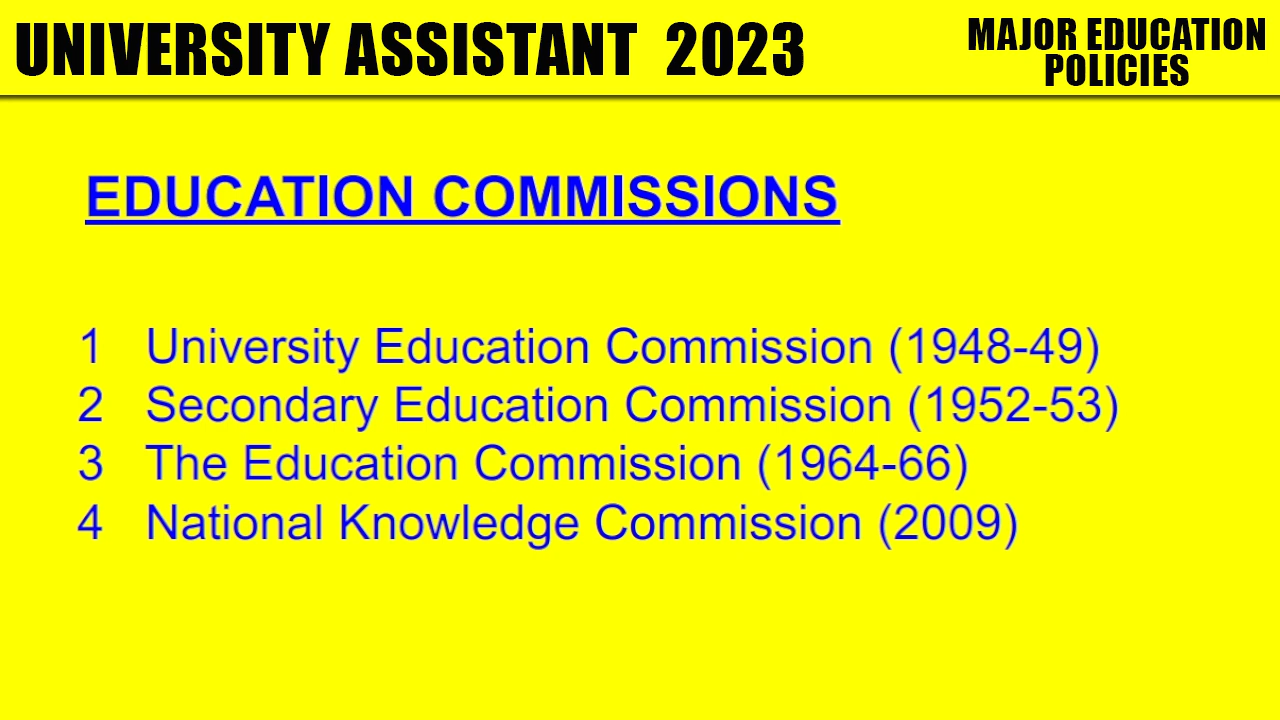 UNIVERSITY ASSISTANT 2023
MAJOR EDUCATION
POLICIES
EDUCATION COMMISSIONS
1 University Education Commission (1948-49)
2 Secondary Education Commission (1952-53)
3 The Education Commission (1964-66)
4 National Knowledge Commission (2009)